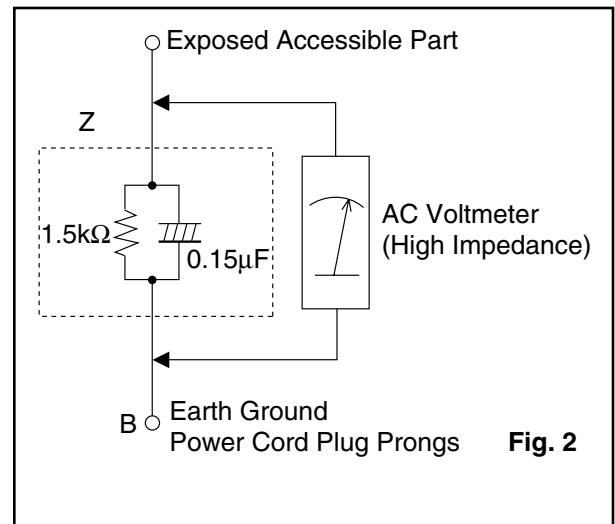 Exposed Accessible Part
Z
1.5kΩ
0.15μF
AC Voltmeter
(High Impedance)
B
Earth Ground
Power Cord Plug Prongs
Fig. 2